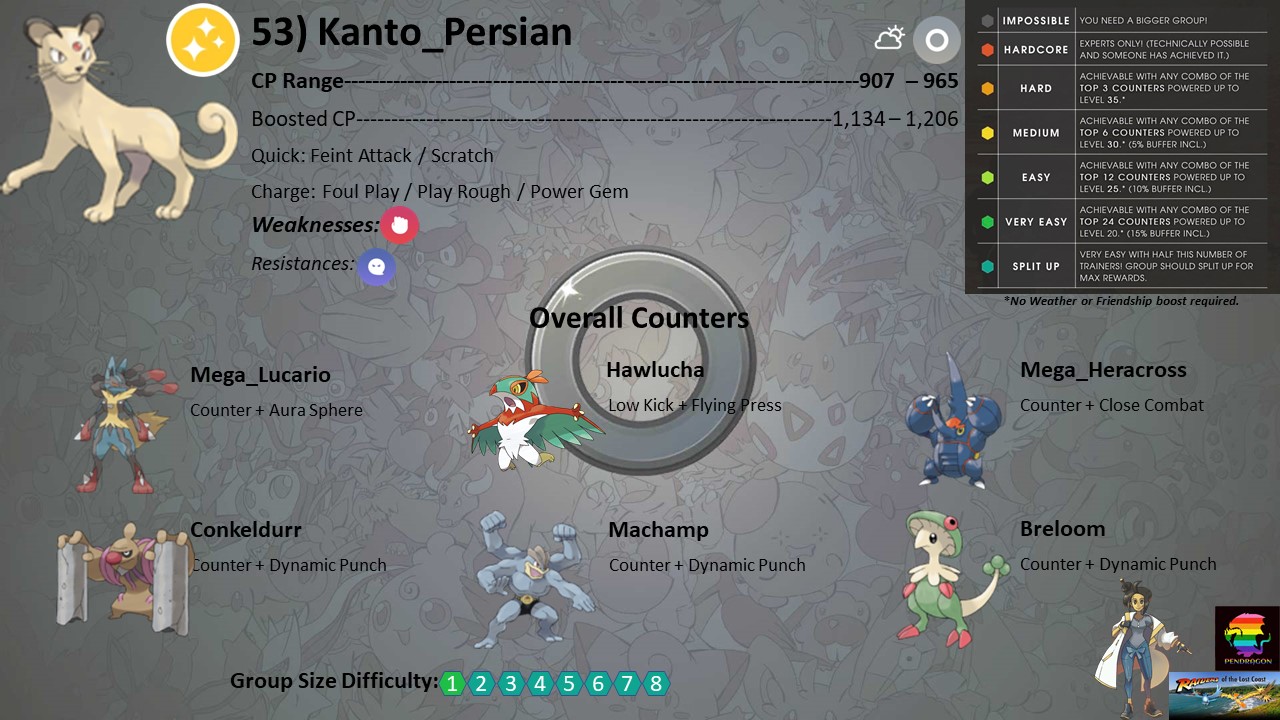 53) Kanto_Persian
CP Range---907 – 965
Boosted CP---1,134 – 1,206
Quick: Feint Attack / Scratch
Charge: Foul Play / Play Rough / Power Gem
Weaknesses:
Resistances:
IMPOSSIBLE YOU NEED A BIGGER GROUP!
HARDCORE EXPERTS ONLY! (TECHNICALLY POSSIBLE
AND SOMEONE HAS ACHIEVED IT.)
HARD ACHIEVABLE WITH ANY COMBO OF THE
TOP 3 COUNTERS POWERED UP TO
LEVEL 35.*
MEDIUM ACHIEVABLE WITH ANY COMBO OF THE
TOP 6 COUNTERS POWERED UP TO
LEVEL 30.* (5% BUFFER INCL.)
EASY ACHIEVABLE WITH ANY COMBO OF THE
TOP 12 COUNTERS POWERED UP TO
LEVEL 25.* (10% BUFFER INCL.)
VERY EASY ACHIEVABLE WITH ANY COMBO OF THE
TOP 24 COUNTERS POWERED UP TO
LEVEL 20.* (15% BUFFER INCL.)
SPLIT UP VERY EASY WITH HALF THIS NUMBER OF
TRAINERS! GROUP SHOULD SPLIT UP FOR
MAX REWARDS.
*No Weather or Friendship boost required.
Overall Counters
Mega_Lucario
Counter + Aura Sphere
Hawlucha
Low Kick + Flying Press
Mega_Heracross
Counter + Close Combat
Conkeldurr
Counter + Dynamic Punch
Machamp
Counter + Dynamic Punch
Breloom
Counter + Dynamic Punch
Group Size Difficulty: 1 2 3 4 5 6 7 8
PENDRAGON
RAIDERS of the Lost Coast